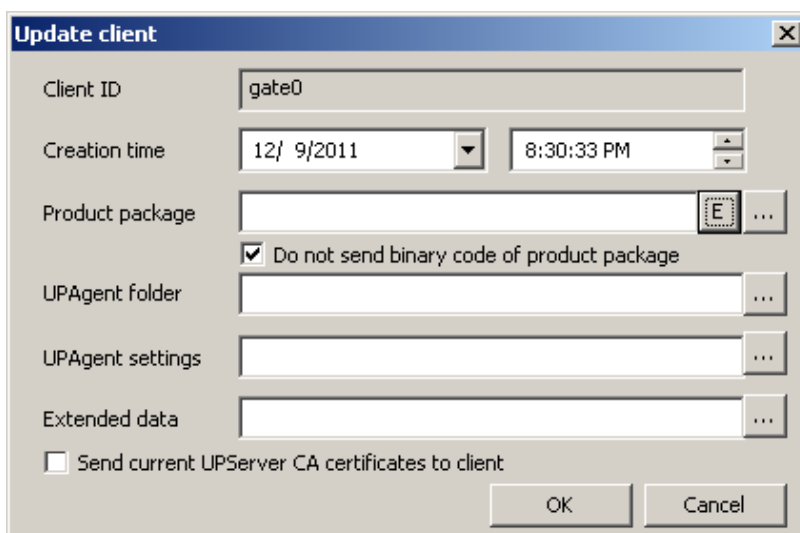 Update client
Client ID gate0
Creation time 12/ 9/2011 8:30:33 PM
Product package E ...
Do not send binary code of product package
UPAgent folder ...
UPAgent settings ...
Extended data ...
Send current UPServer CA certificates to client
OK Cancel